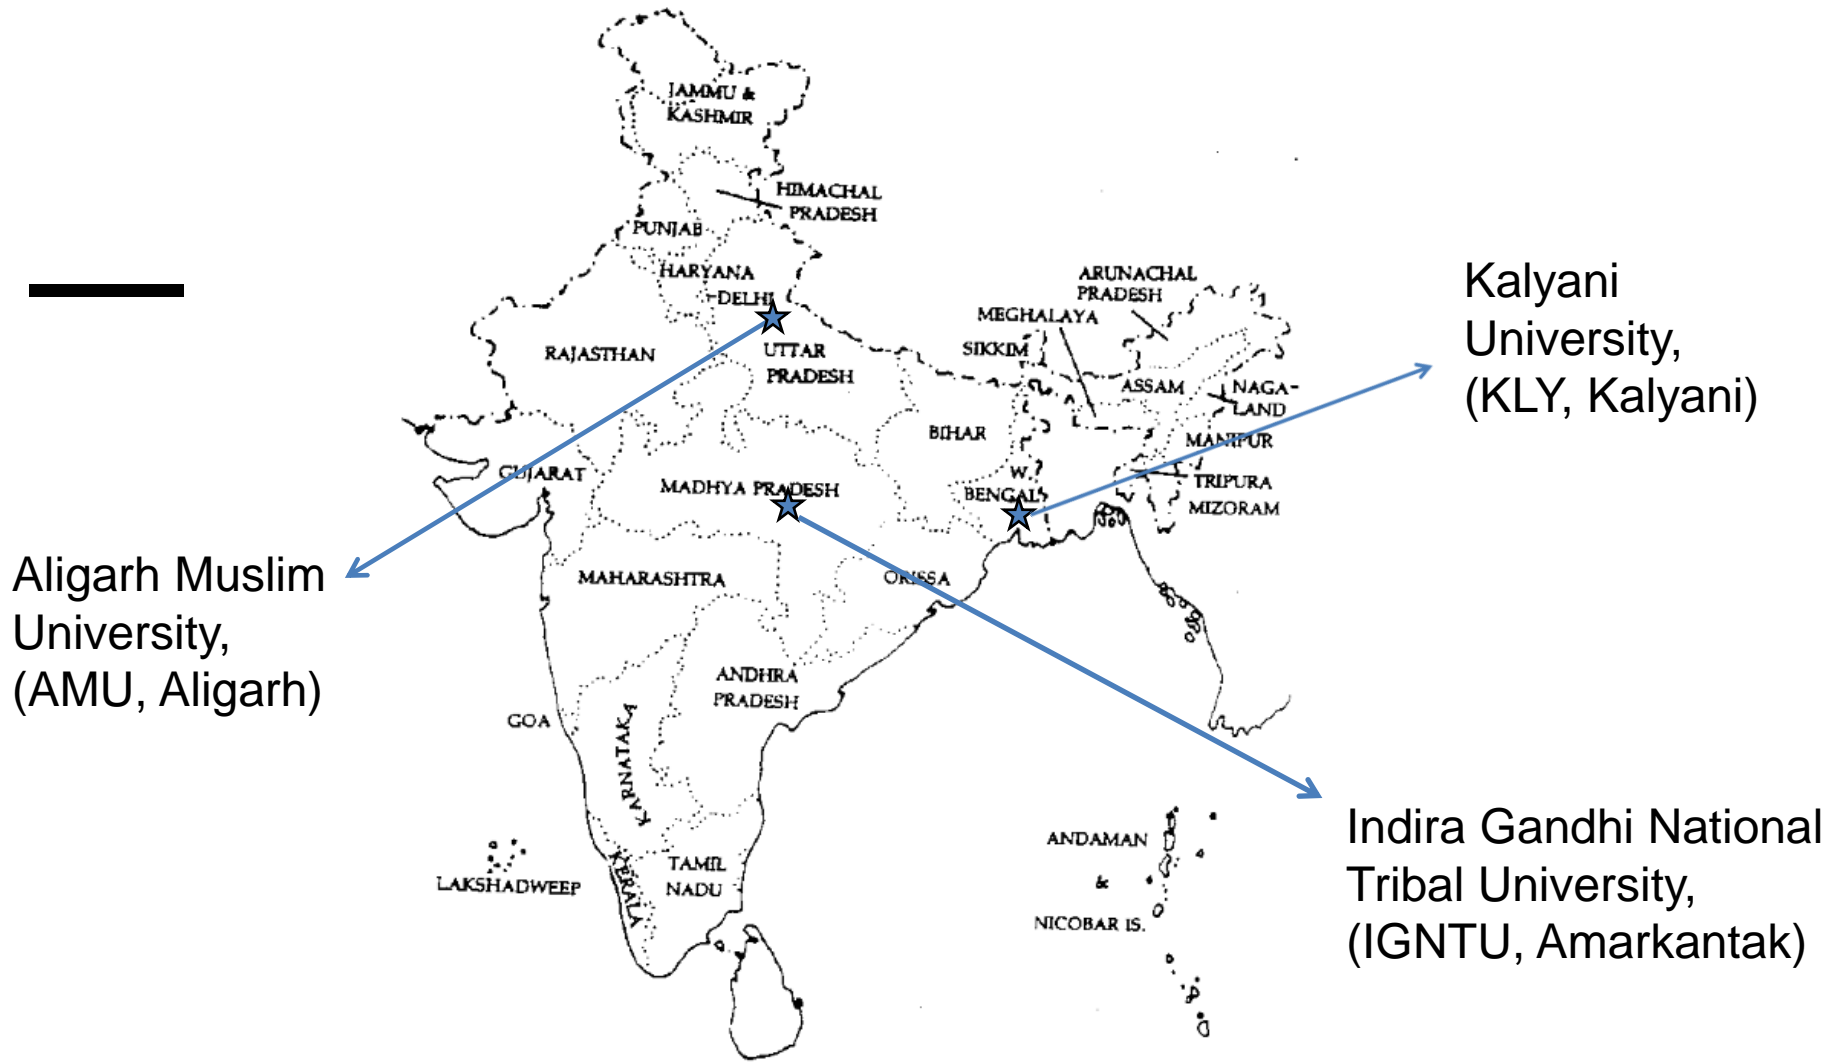 JAMMU &
KASHMIR
HIMACHAL
PRADESH
PUNJAB
HARYANA
DELHI
RAJASTHAN
UTTAR
PRADESH
ARUNACHAL
PRADESH
MEGHALAYA
SIKKIM
ASSAM
NAGA-
LAND
MANIPUR
TRIPURA
MIZORAM
BIHAR
W.
BENGAL
GUJARAT
MADHYA PRADESH
MAHARASHTRA
ORISSA
ANDHRA
PRADESH
GOA
KARNATAKA
KERALA
TAMIL
NADU
LAKSHADWEEP
ANDAMAN
&
NICOBAR IS.
Aligarh Muslim
University,
(AMU, Aligarh)
Kalyani
University,
(KLY, Kalyani)
Indira Gandhi National
Tribal University,
(IGNTU, Amarkantak)